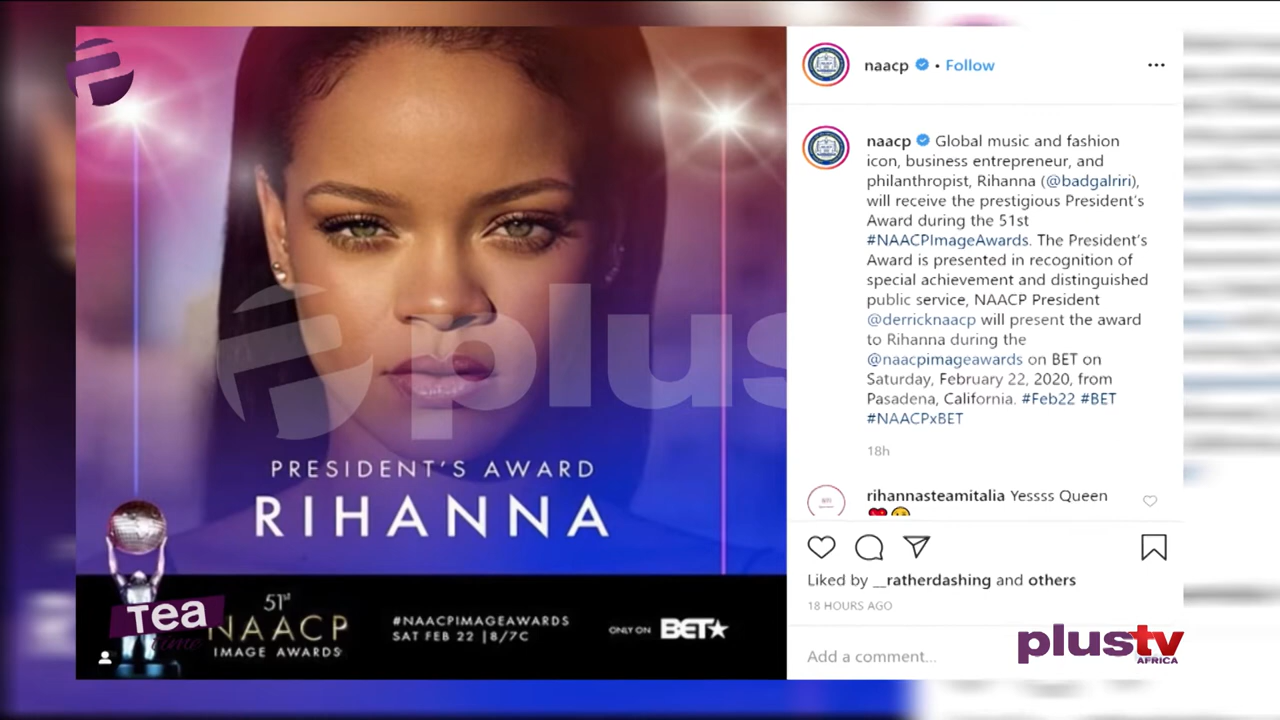 naacp • Follow
naacp Global music and fashion
icon, business entrepreneur, and
philanthropist, Rihanna (@badgalriri),
will receive the prestigious President's
Award during the 51st
#NAACPImageAwards. The President's
Award is presented in recognition of
special achievement and distinguished
public service, NAACP President
@derricknaacp will present the award
to Rihanna during the
@naacpimageawards on BET on
Saturday, February 22, 2020, from
Pasadena, California. #Feb22 #BET
#NAACPxBET
18h
rihannasteamitalia Yessss Queen
Liked by __ratherdashing and others
18 HOURS AGO
Add a comment...
plus
PRESIDENT'S AWARD
RIHANNA
51st
NAACP
IMAGE AWARDS
#NAACPIMAGEAWARDS
SAT FEB 22 | 8/7C
ONLY ON BET
Tea
time
plustv
AFRICA